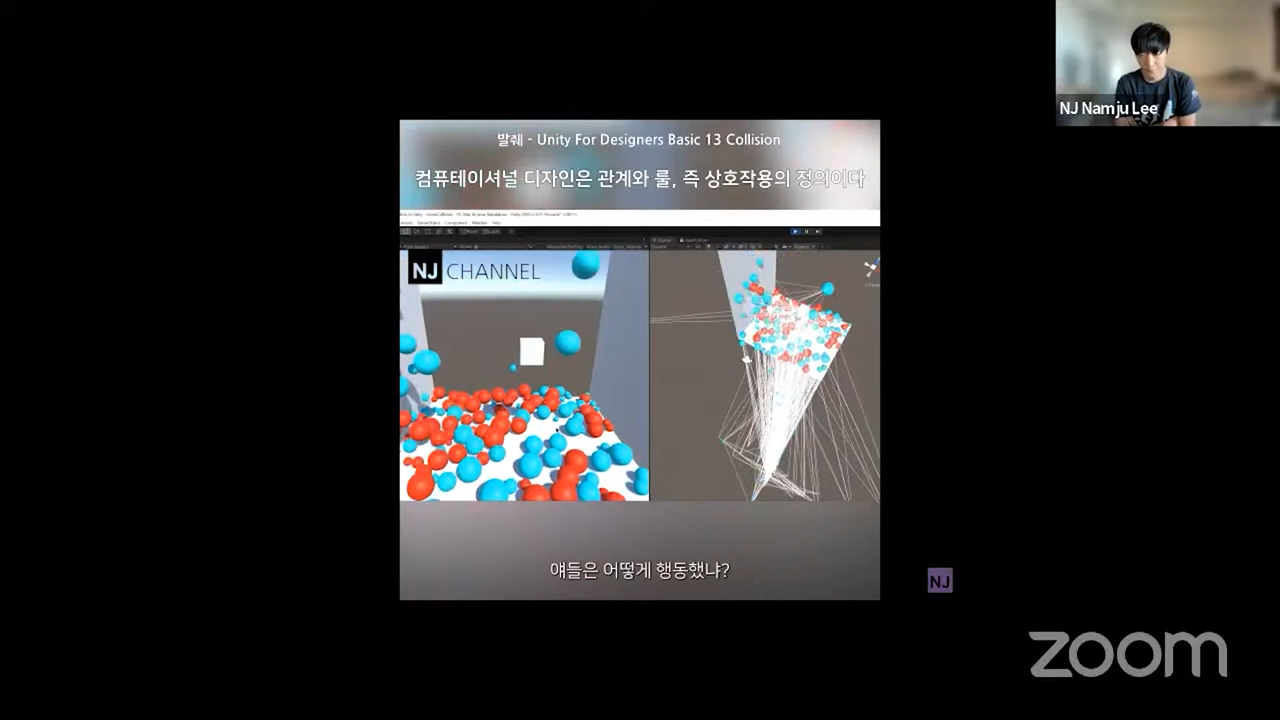 NJ Namju Lee
발췌 - Unity For Designers Basic 13 Collision
컴퓨테이셔널 디자인은 관계와 룰, 즉 상호작용의 정의이다
NJ CHANNEL
얘들은 어떻게 행동했냐?
NJ
zoom